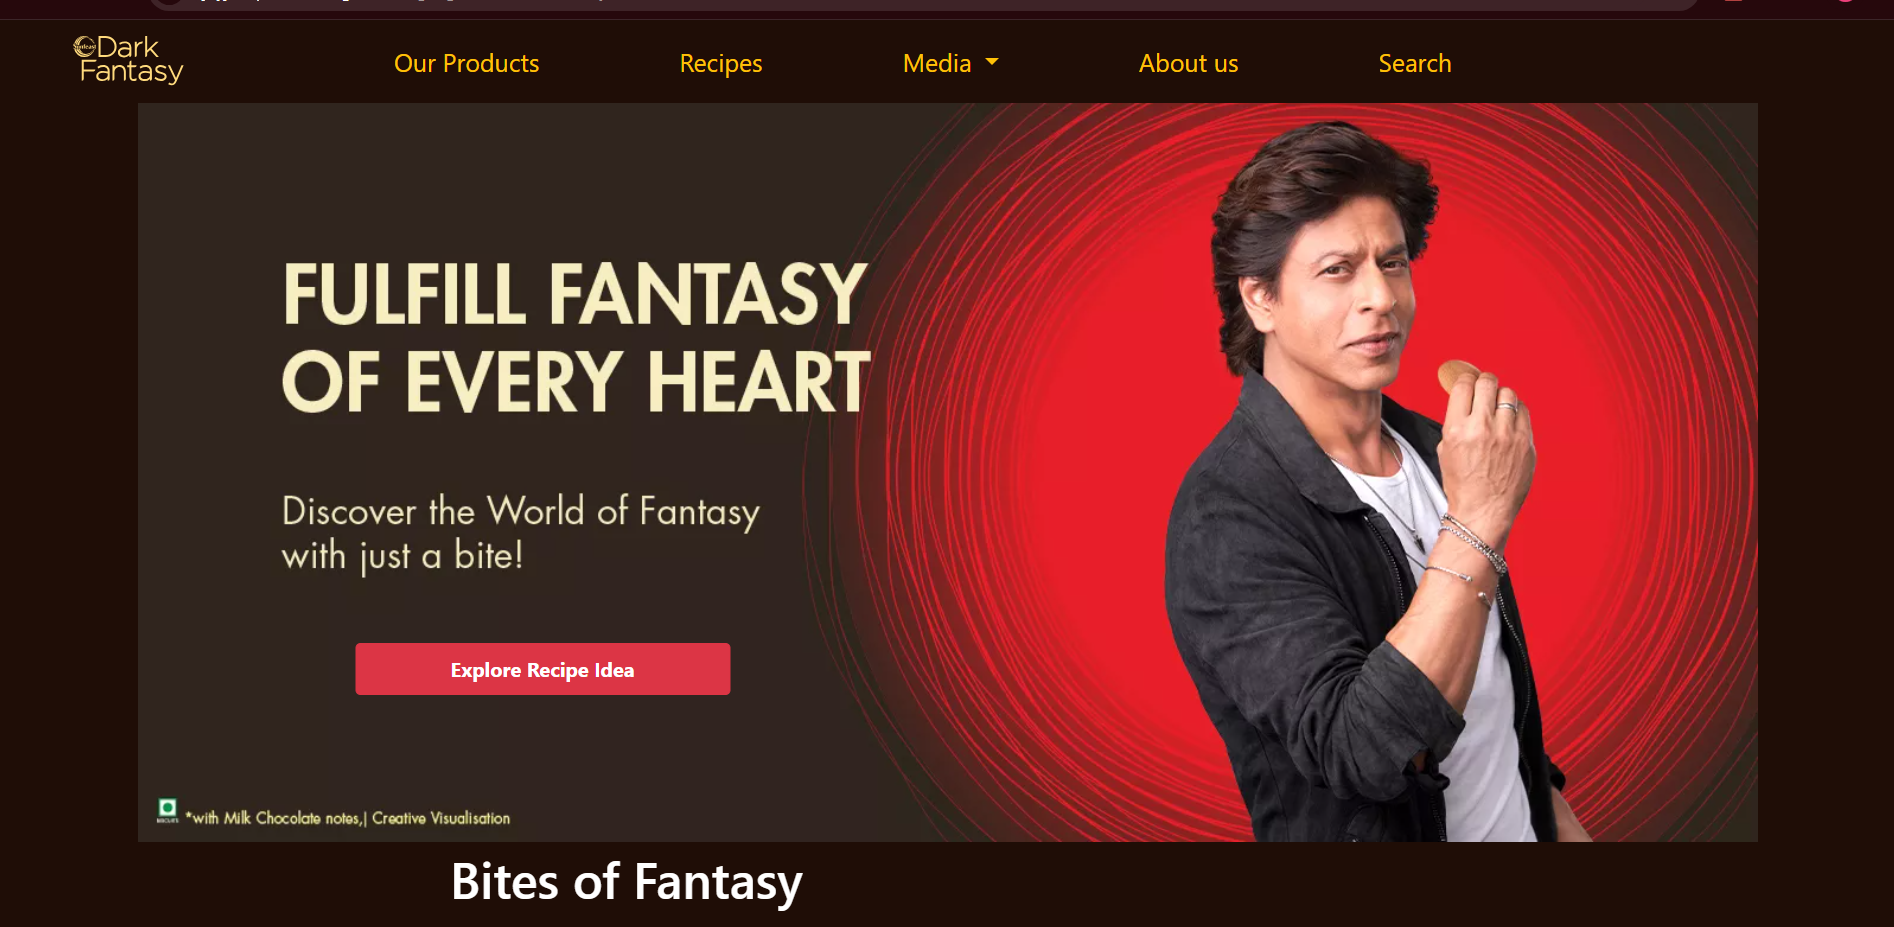 Dark
Fantasy
Our Products
Recipes
Media
About us
Search
FULFILL FANTASY
OF EVERY HEART
Discover the World of Fantasy
with just a bite!
Explore Recipe Idea
*with Milk Chocolate notes,| Creative Visualisation
Bites of Fantasy